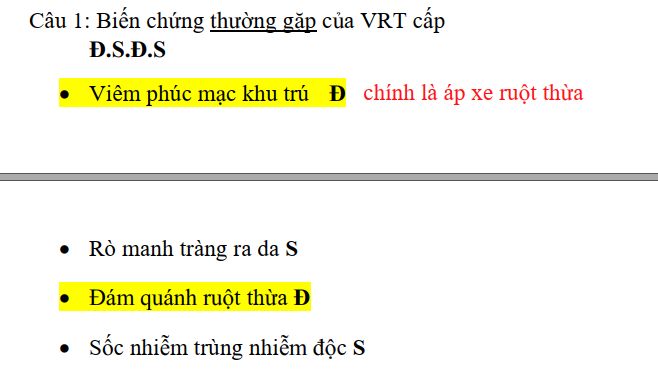 Câu 1: Biến chứng thường gặp của VRT cấp
Đ.S.Đ.S
• Viêm phúc mạc khu trú Đ chính là áp xe ruột thừa
• Rò manh tràng ra da S
• Đám quánh ruột thừa Đ
• Sốc nhiễm trùng nhiễm độc S